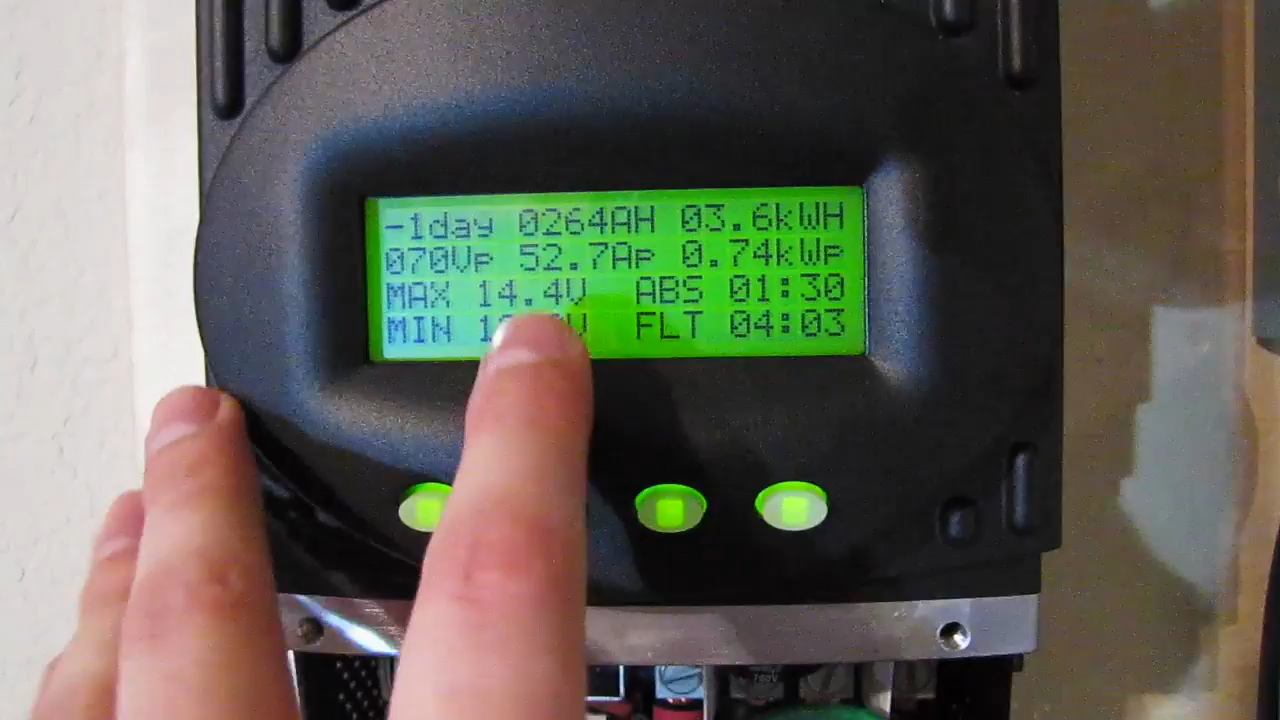 -1day 0264AH 03.6kWH
070Vp 52.7Ap 0.74kWp
MAX 14.4V ABS 01:30
MIN FLT 04:03